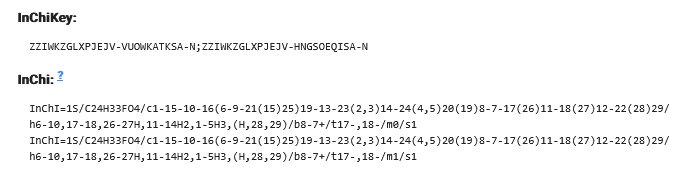 InChiKey:
ZZIWKZGLXPJEJV-VUOWKATKSA-N;ZZIWKZGLXPJEJV-HNGSOEQISA-N
InChi: ?
InChI=1S/C24H33FO4/c1-15-10-16(6-9-21(15)25)19-13-23(2,3)14-24(4,5)20(19)8-7-17(26)11-18(27)12-22(28)29/
h6-10,17-18,26-27H,11-14H2,1-5H3,(H,28,29)/b8-7+/t17-,18-/m0/s1
InChI=1S/C24H33FO4/c1-15-10-16(6-9-21(15)25)19-13-23(2,3)14-24(4,5)20(19)8-7-17(26)11-18(27)12-22(28)29/
h6-10,17-18,26-27H,11-14H2,1-5H3,(H,28,29)/b8-7+/t17-,18-/m1/s1